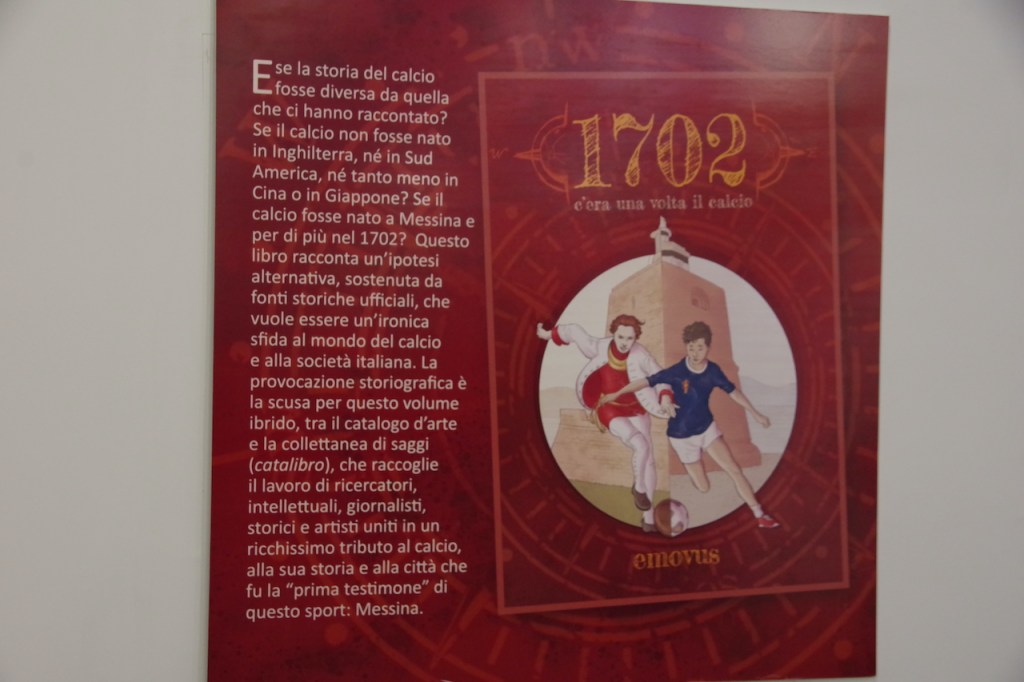 E se la storia del calcio
fosse diversa da quella
che ci hanno raccontato?
Se il calcio non fosse nato
in Inghilterra, né in Sud
America, né tanto meno in
Cina o in Giappone? Se il
calcio fosse nato a Messina e
per di più nel 1702? Questo
libro racconta un'ipotesi
alternativa, sostenuta da
fonti storiche ufficiali, che
vuole essere un'ironica
sfida al mondo del calcio
e alla società italiana. La
provocazione storiografica è
la scusa per questo volume
ibrido, tra il catalogo d'arte
e la collettanea di saggi
(catalibro), che raccoglie
il lavoro di ricercatori,
intellettuali, giornalisti,
storici e artisti uniti in un
ricchissimo tributo al calcio,
alla sua storia e alla città che
fu la "prima testimone" di
questo sport: Messina.
1702
c'era una volta il calcio
emovus